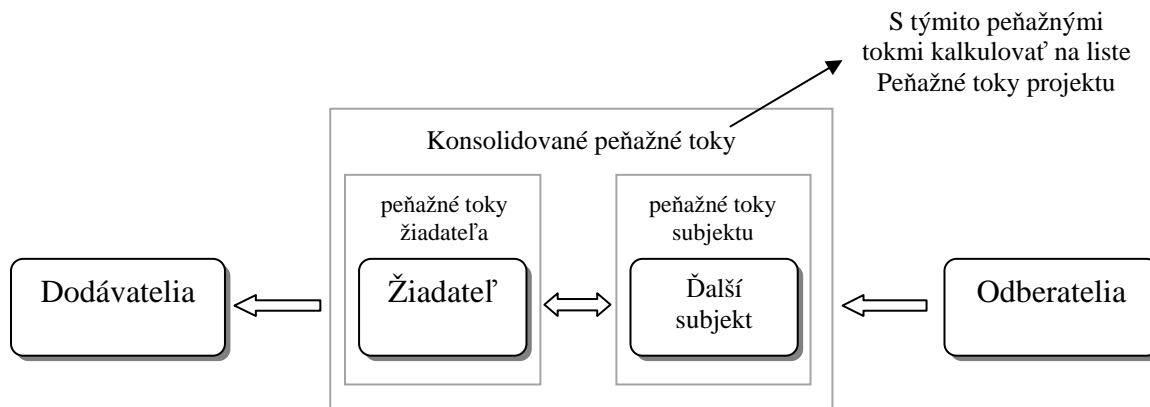 S týmito peňažnými
tokmi kalkulovať na liste
Peňažné toky projektu
Konsolidované peňažné toky
peňažné toky
žiadateľa
peňažné toky
subjektu
Dodávatelia
Žiadateľ
Ďalší
subjekt
Odberatelia